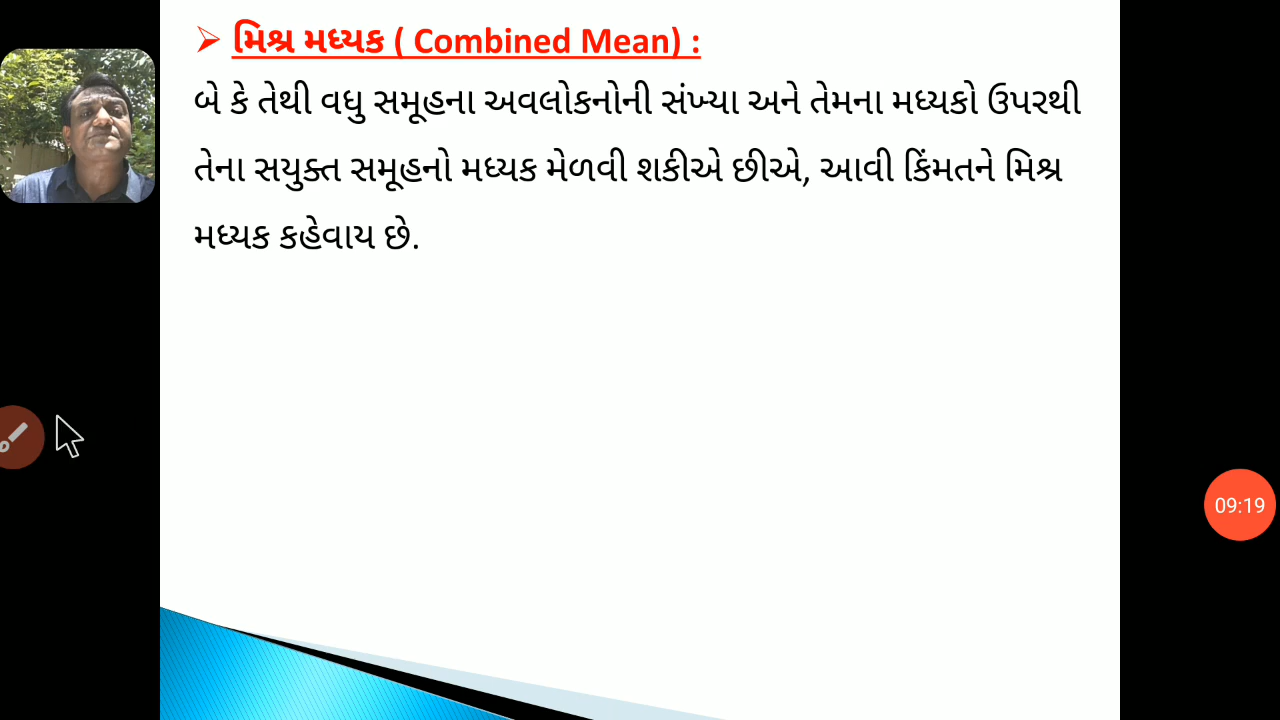 મિશ્ર મધ્યક ( Combined Mean) :
બે કે તેથી વધુ સમૂહના અવલોકનોની સંખ્યા અને તેમના મધ્યકો ઉપરથી
તેના સયુક્ત સમૂહનો મધ્યક મેળવી શકીએ છીએ, આવી કિંમતને મિશ્ર
મધ્યક કહેવાય છે.
09:19